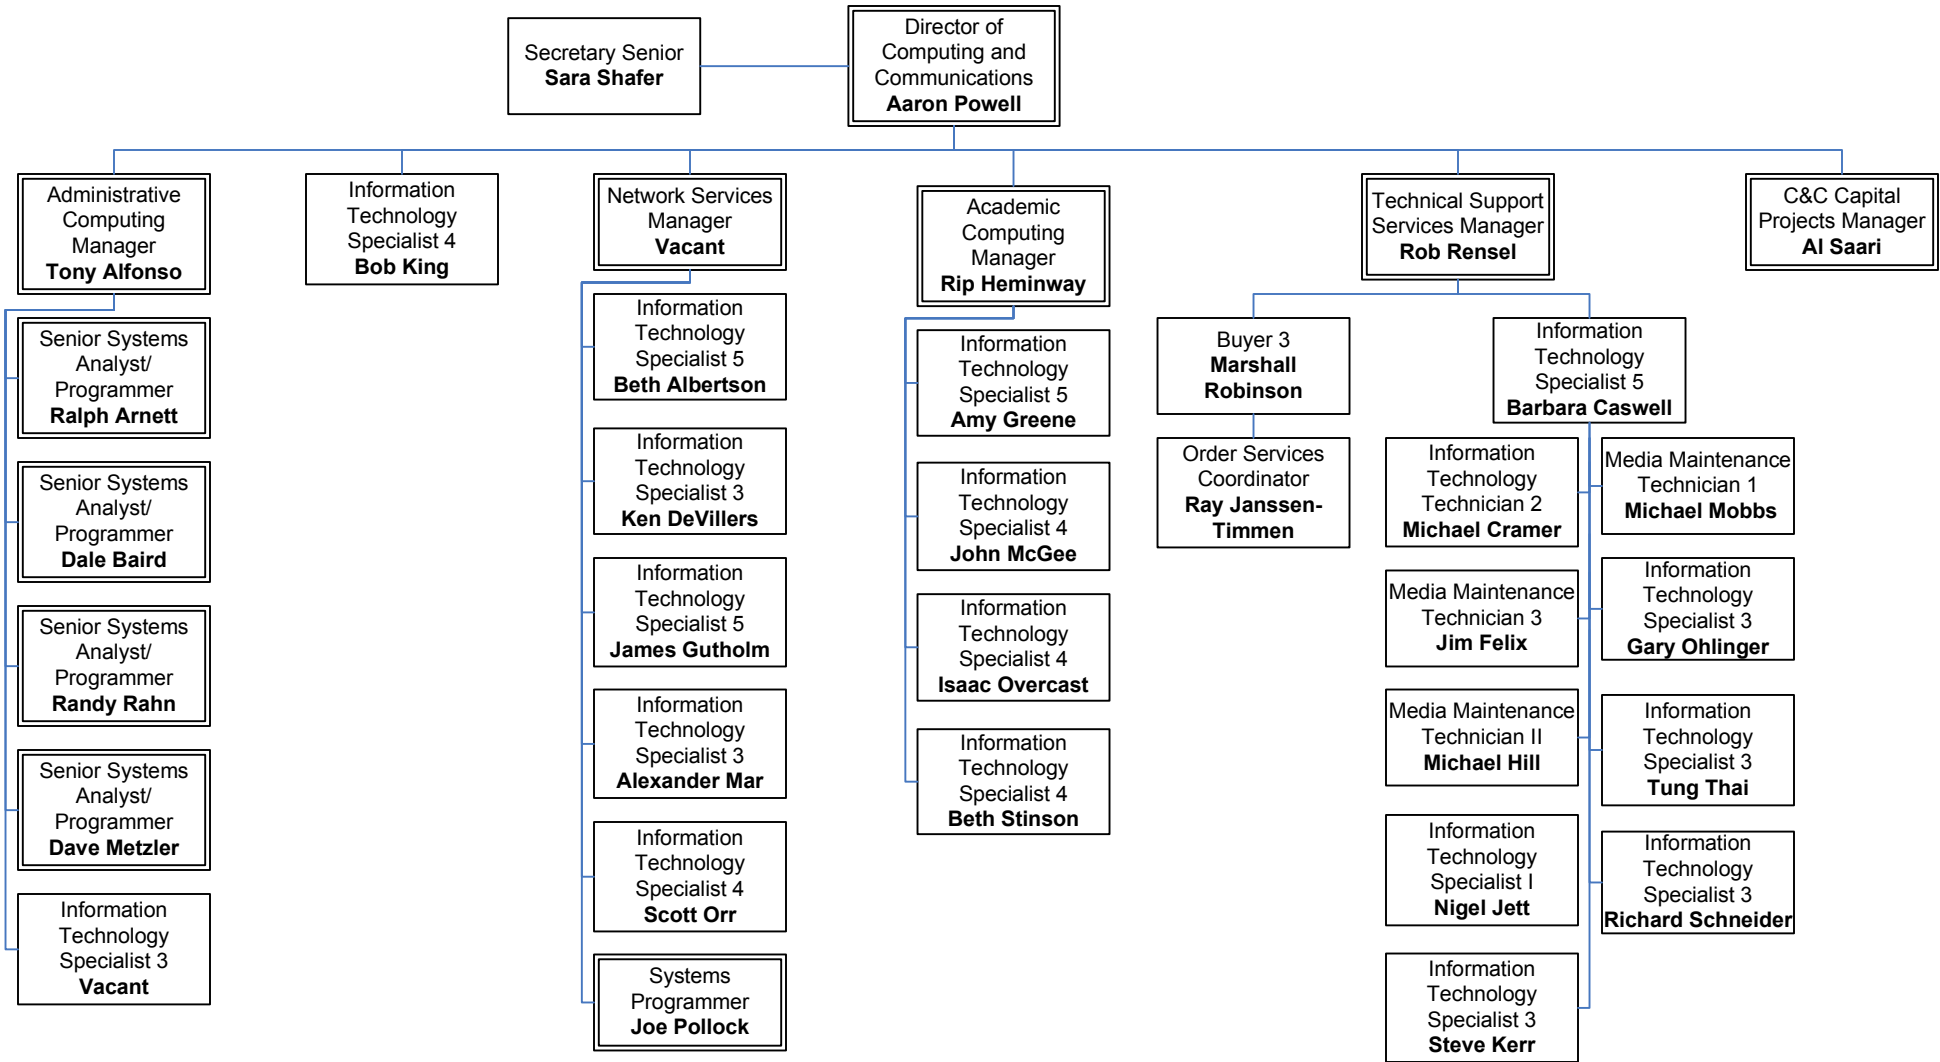 Secretary Senior
Sara Shafer
Director of
Computing and
Communications
Aaron Powell
Administrative
Computing
Manager
Tony Alfonso
Information
Technology
Specialist 4
Bob King
Network Services
Manager
Vacant
Academic
Computing
Manager
Rip Heminway
Technical Support
Services Manager
Rob Rensel
C&C Capital
Projects Manager
Al Saari
Senior Systems
Analyst/
Programmer
Ralph Arnett
Senior Systems
Analyst/
Programmer
Dale Baird
Senior Systems
Analyst/
Programmer
Randy Rahn
Senior Systems
Analyst/
Programmer
Dave Metzler
Information
Technology
Specialist 3
Vacant
Information
Technology
Specialist 5
Beth Albertson
Information
Technology
Specialist 3
Ken DeVillers
Information
Technology
Specialist 5
James Gutholm
Information
Technology
Specialist 3
Alexander Mar
Information
Technology
Specialist 4
Scott Orr
Systems
Programmer
Joe Pollock
Information
Technology
Specialist 5
Amy Greene
Information
Technology
Specialist 4
John McGee
Information
Technology
Specialist 4
Isaac Overcast
Information
Technology
Specialist 4
Beth Stinson
Buyer 3
Marshall
Robinson
Order Services
Coordinator
Ray Janssen-
Timmen
Information
Technology
Specialist 5
Barbara Caswell
Information
Technology
Technician 2
Michael Cramer
Media Maintenance
Technician 1
Michael Mobbs
Media Maintenance
Technician 3
Jim Felix
Information
Technology
Specialist 3
Gary Ohlinger
Media Maintenance
Technician II
Michael Hill
Information
Technology
Specialist 3
Tung Thai
Information
Technology
Specialist I
Nigel Jett
Information
Technology
Specialist 3
Richard Schneider
Information
Technology
Specialist 3
Steve Kerr